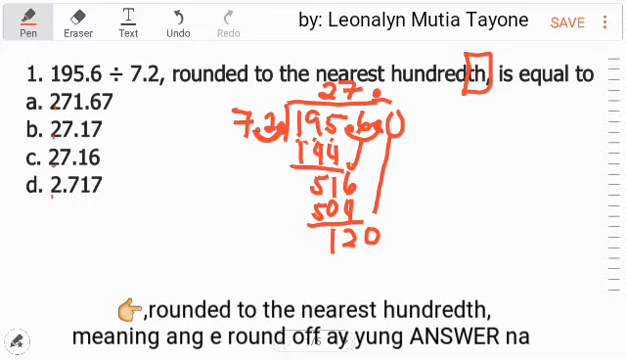 by: Leonalyn Mutia Tayone
Pen Eraser Text Undo Redo SAVE
1. 195.6 ÷ 7.2, rounded to the nearest hundredth, is equal to
a. 271.67
b. 27.17
c. 27.16
d. 2.717
27.
7.2. 195.6.0
144
516
504
120
👉,rounded to the nearest hundredth,
meaning ang e round off ay yung ANSWER na